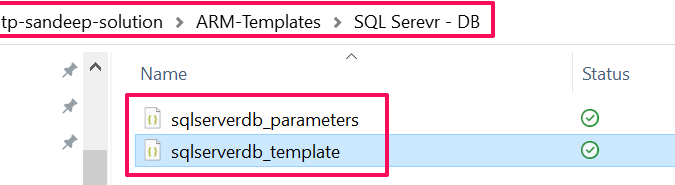 tp-sandeep-solution > ARM-Templates > SQL Serevr - DB
Name Status
sqlserverdb_parameters
sqlserverdb_template